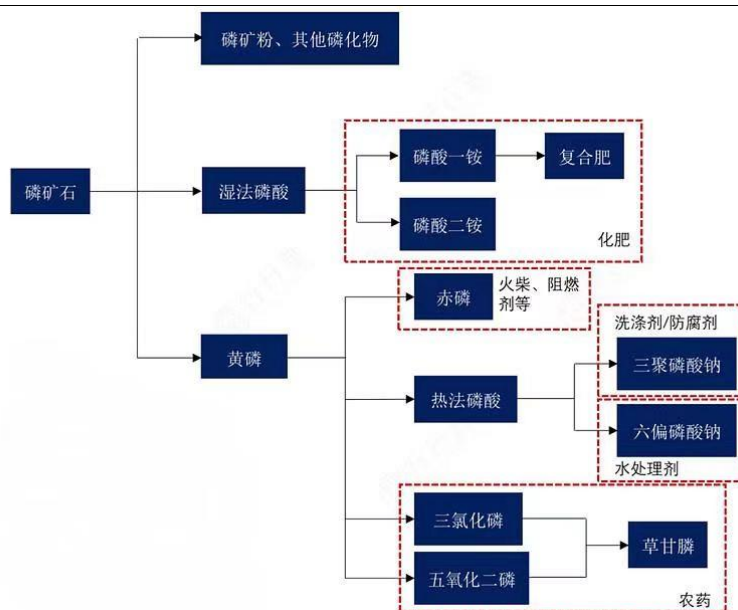 磷矿粉、其他磷化物
磷矿石
湿法磷酸
磷酸一铵
复合肥
磷酸二铵
化肥
黄磷
赤磷
火柴、阻燃
剂等
热法磷酸
洗涤剂/防腐剂
三聚磷酸钠
六偏磷酸钠
水处理剂
三氯化磷
五氧化二磷
草甘膦
农药